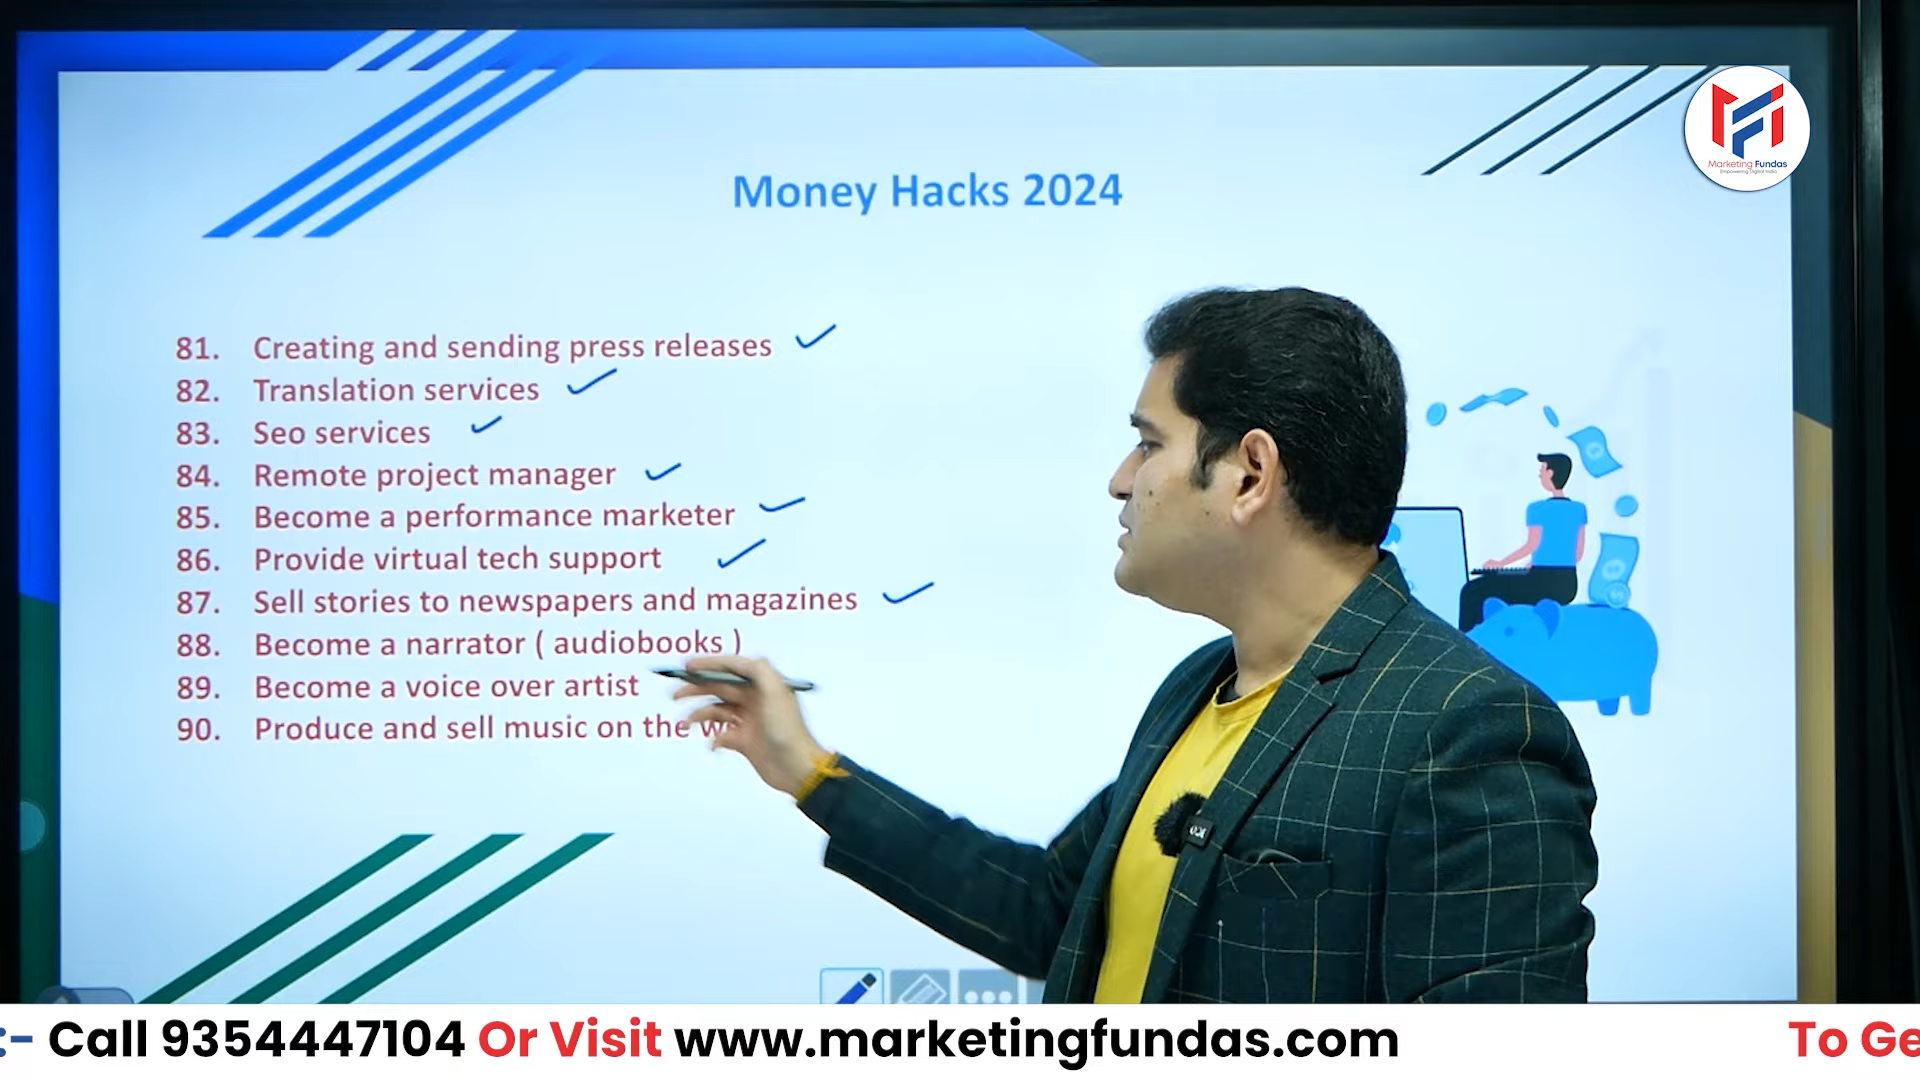 Marketing Fundas
Empowering Digital India
Money Hacks 2024
81. Creating and sending press releases
82. Translation services
83. Seo services
84. Remote project manager
85. Become a performance marketer
86. Provide virtual tech support
87. Sell stories to newspapers and magazines
88. Become a narrator ( audiobooks )
89. Become a voice over artist
90. Produce and sell music on the
:- Call 9354447104 Or Visit www.marketingfundas.com To Ge